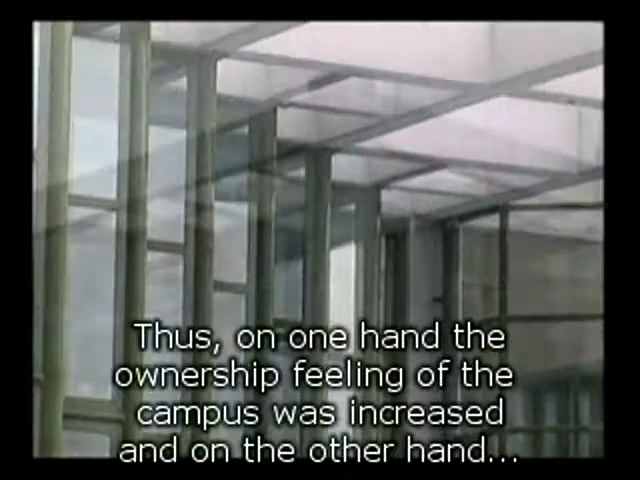 Thus, on one hand the
ownership feeling of the
campus was increased
and on the other hand...